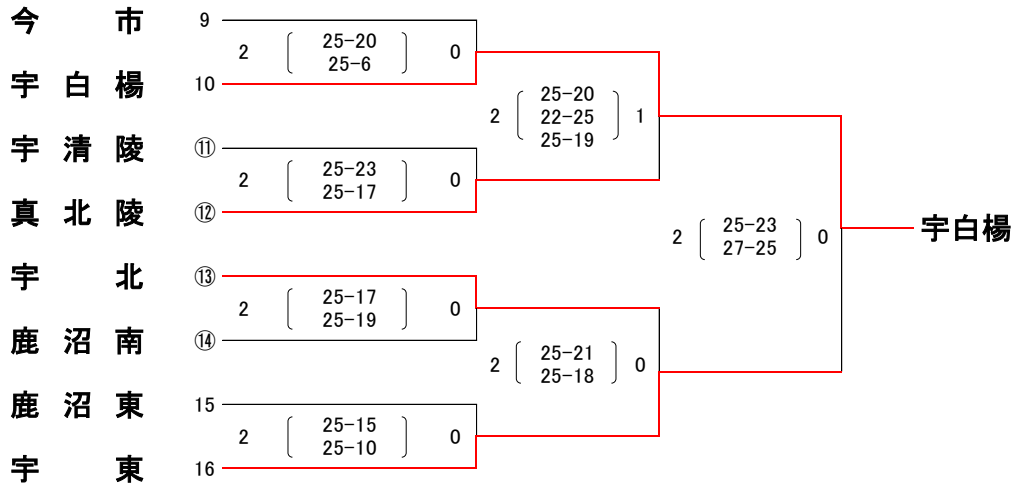 今市 9
2 25-20 0
25-6
宇白楊 10
2 25-20 1
22-25
25-19
宇清陵 ⑪
2 25-23 0
25-17
真北陵 ⑫
2 25-23 0
27-25
宇白楊
宇北 ⑬
2 25-17 0
25-19
鹿沼南 ⑭
2 25-21 0
25-18
鹿沼東 15
2 25-15 0
25-10
宇東 16